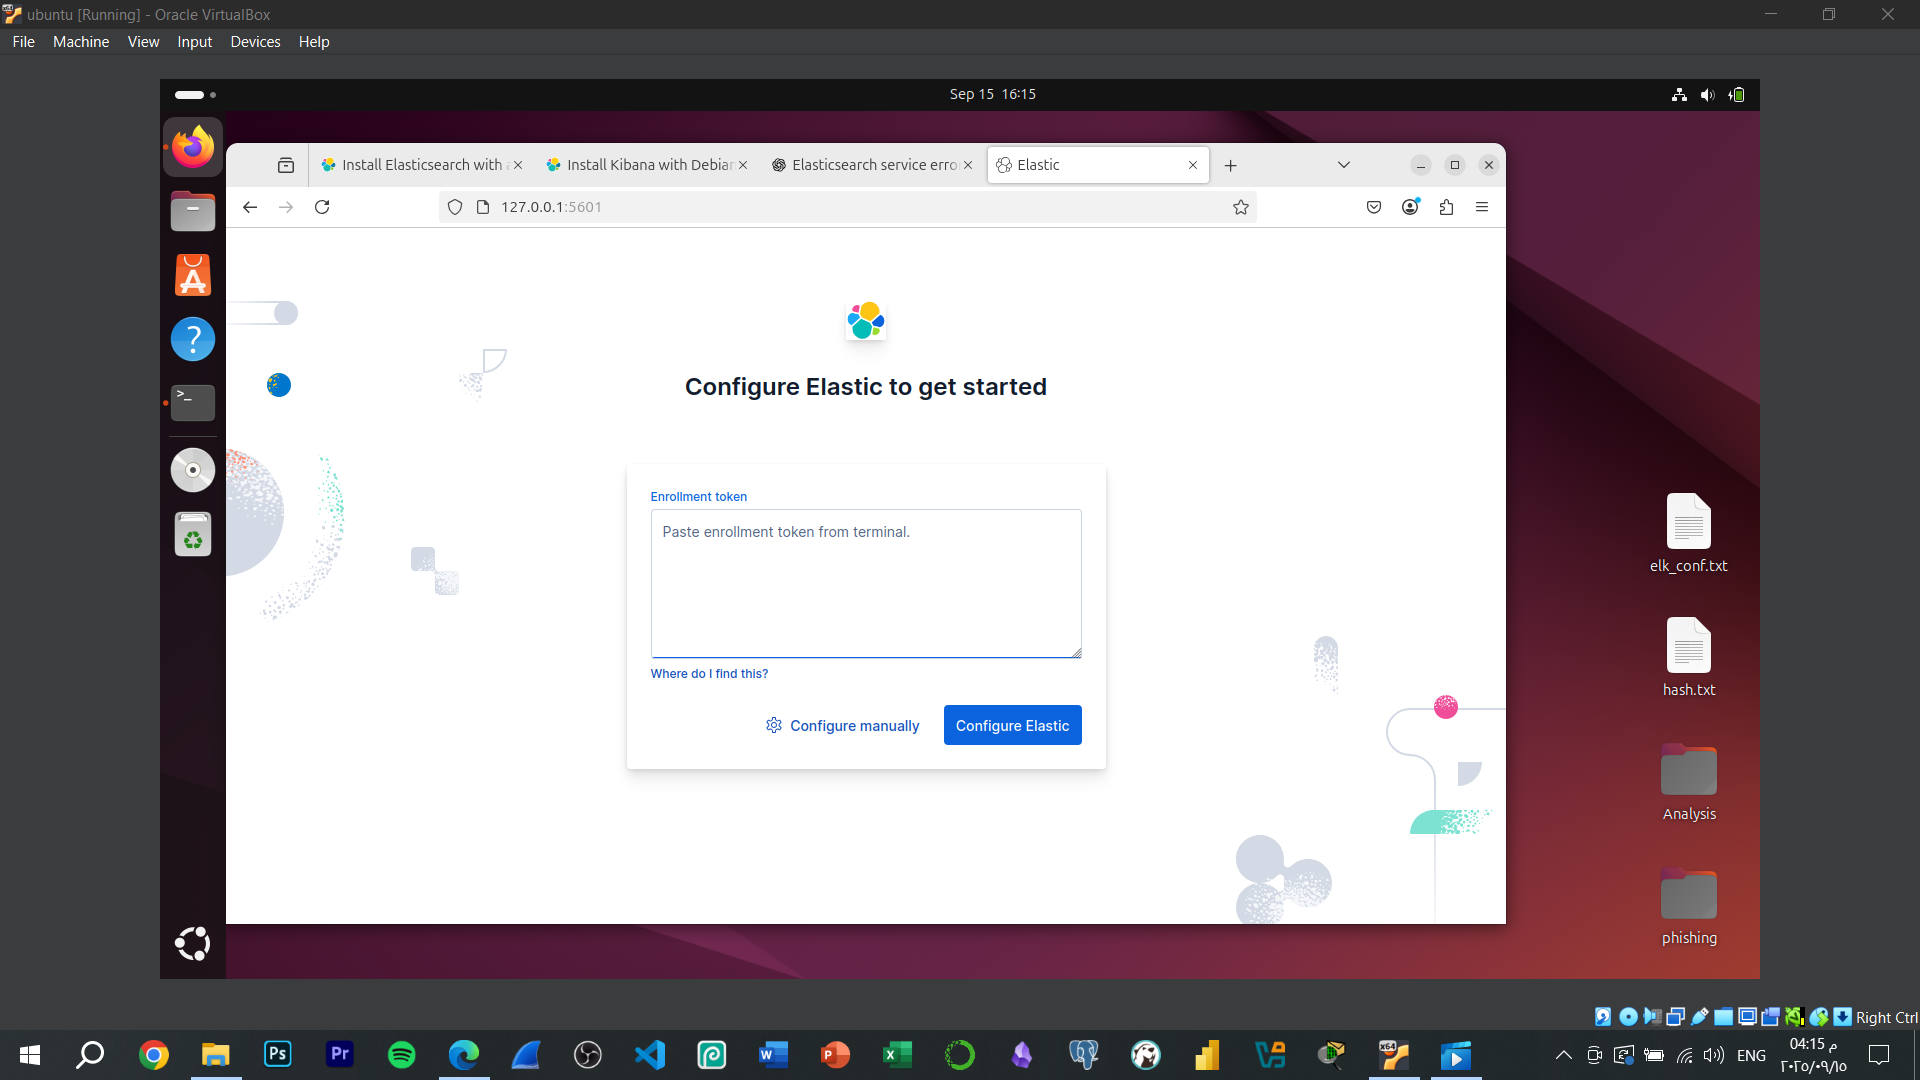 ubuntu [Running] - Oracle VirtualBox
File Machine View Input Devices Help
Sep 15 16:15
Install Elasticsearch with
Install Kibana with Debian
Elasticsearch service erro
Elastic
127.0.0.1:5601
Configure Elastic to get started
Enrollment token
Paste enrollment token from terminal.
Where do I find this?
Configure manually
Configure Elastic
elk_conf.txt
hash.txt
Analysis
phishing
Right Ctrl
Ps
Pr
ENG
04:15 م
٢٠٢٥/٠٩/١٥